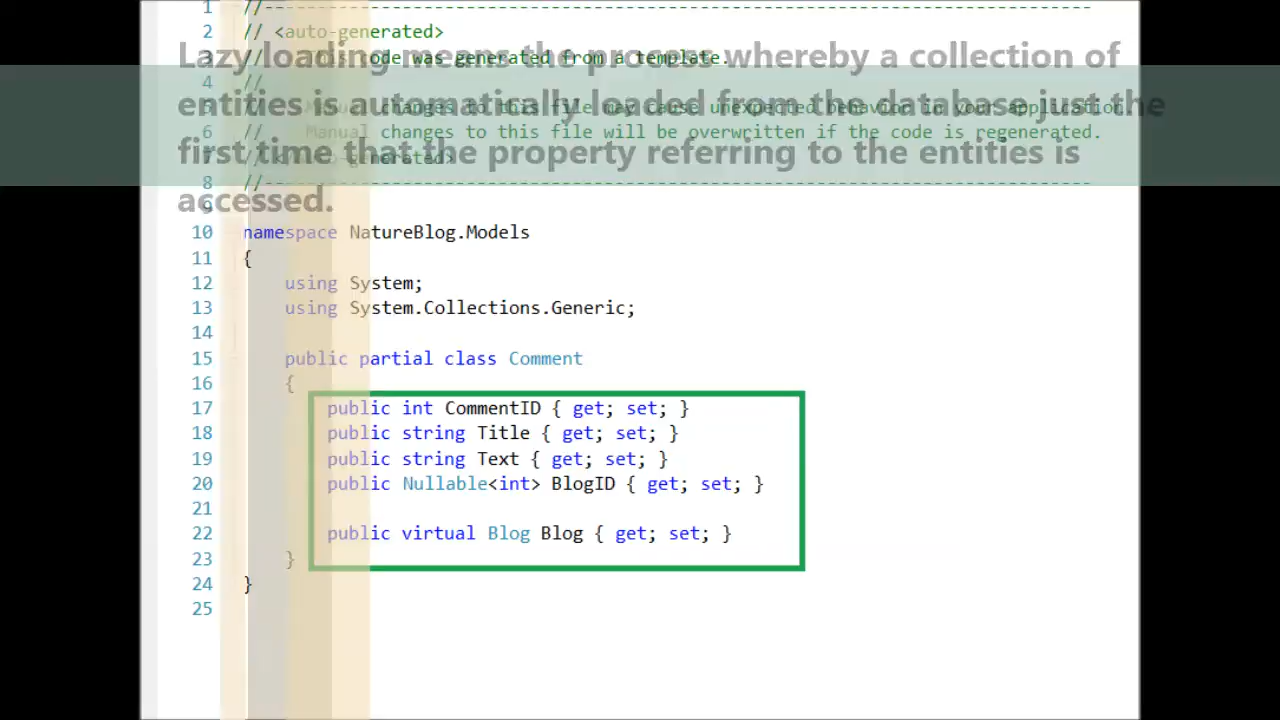 1 //------------------------------------------------------------------------------
2 // <auto-generated>
Lazy loading means the process whereby a collection of
3 // This code was generated from a template.
4 //
entities is automatically loaded from the database just the
5 // Manual changes to this file may cause unexpected behavior in your application.
6 // Manual changes to this file will be overwritten if the code is regenerated.
first time that the property referring to the entities is
7 // </auto-generated>
8 //------------------------------------------------------------------------------
accessed.
9
10 namespace NatureBlog.Models
11 {
12 using System;
13 using System.Collections.Generic;
14
15 public partial class Comment
16 {
17 public int CommentID { get; set; }
18 public string Title { get; set; }
19 public string Text { get; set; }
20 public Nullable<int> BlogID { get; set; }
21
22 public virtual Blog Blog { get; set; }
23 }
24 }
25